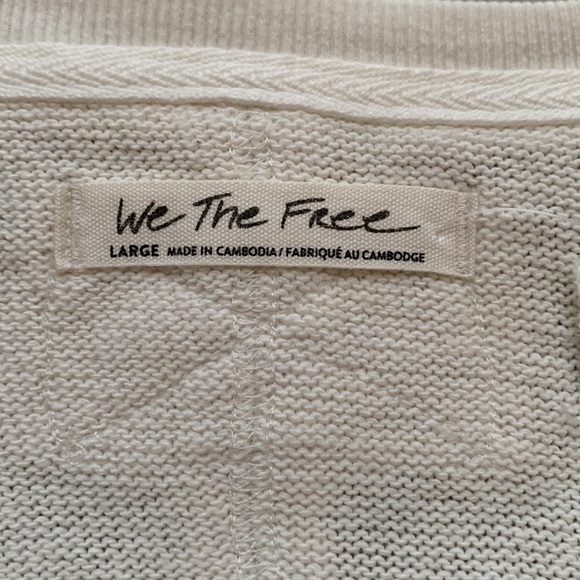 We The Free
LARGE MADE IN CAMBODIA / FABRIQUÉ AU CAMBODGE